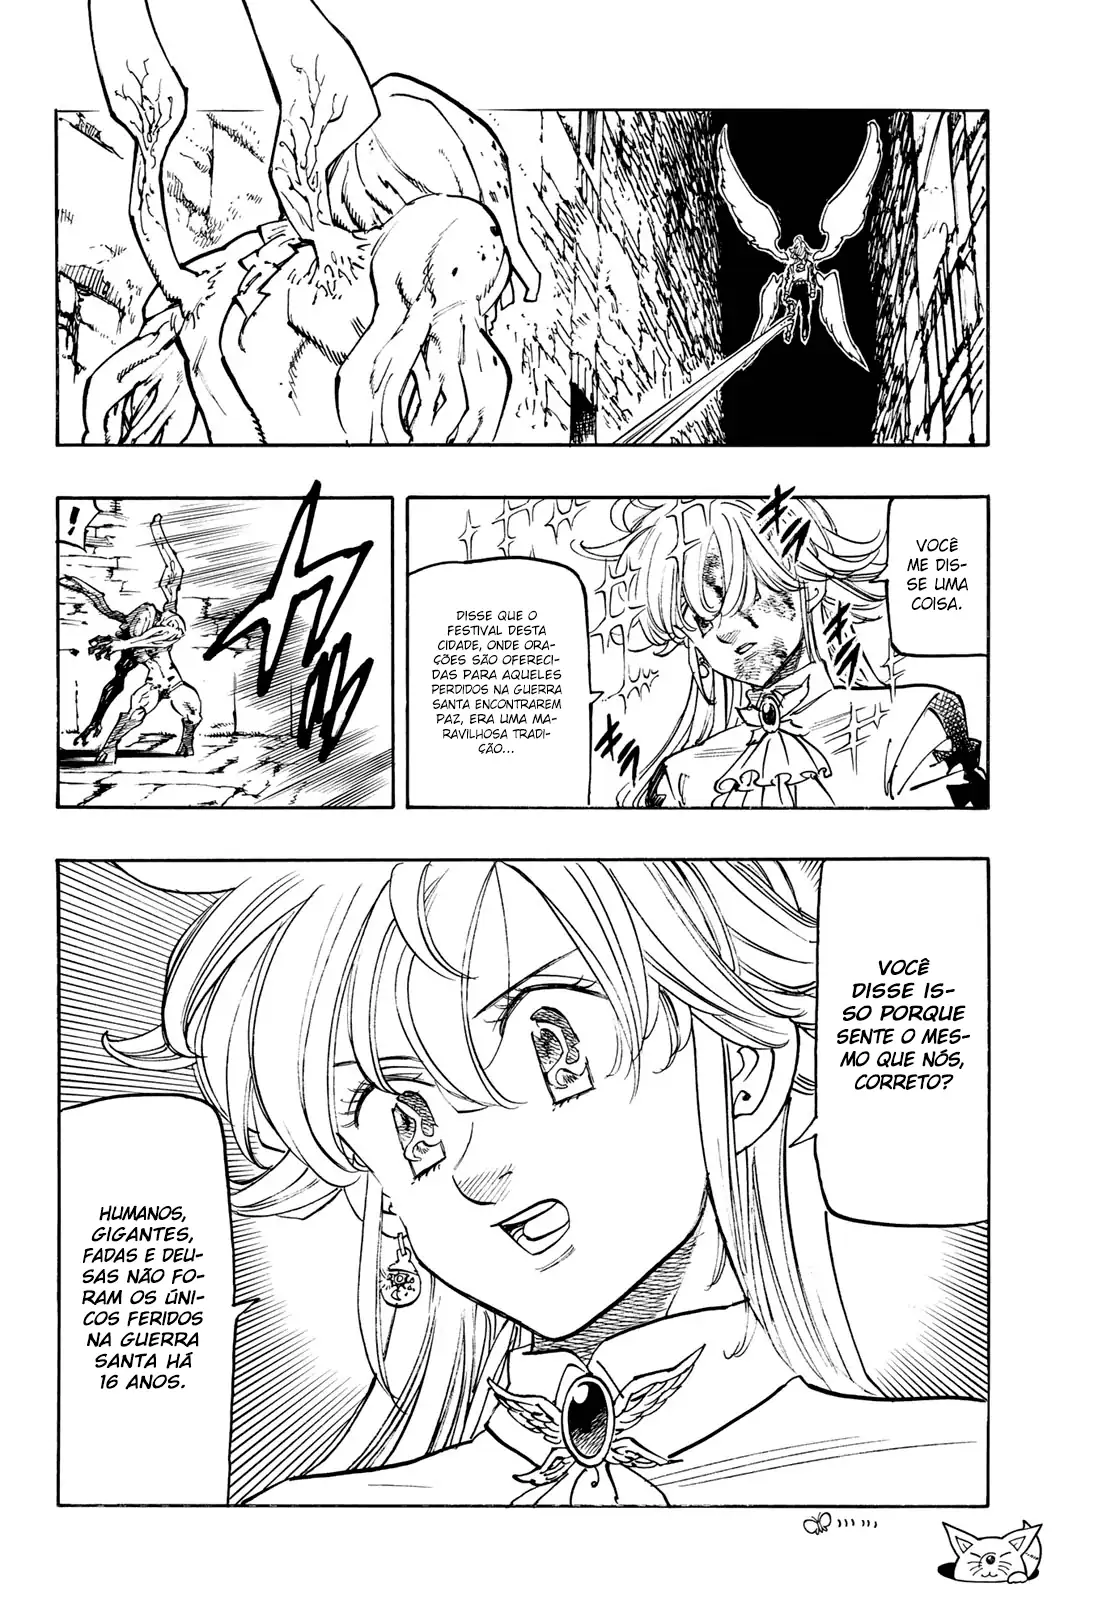 VOCÊ
ME DIS-
SE UMA
COISA.
DISSE QUE O
FESTIVAL DESTA
CIDADE, ONDE ORA-
ÇÕES SÃO OFERECI-
DAS PARA AQUELES
PERDIDOS NA GUERRA
SANTA ENCONTRAREM
PAZ, ERA UMA MA-
RAVILHOSA TRADI-
ÇÃO...
!
VOCÊ
DISSE IS-
SO PORQUE
SENTE O MES-
MO QUE NÓS,
CORRETO?
HUMANOS,
GIGANTES,
FADAS E DEU-
SAS NÃO FO-
RAM OS ÚNI-
COS FERIDOS
NA GUERRA
SANTA HÁ
16 ANOS.